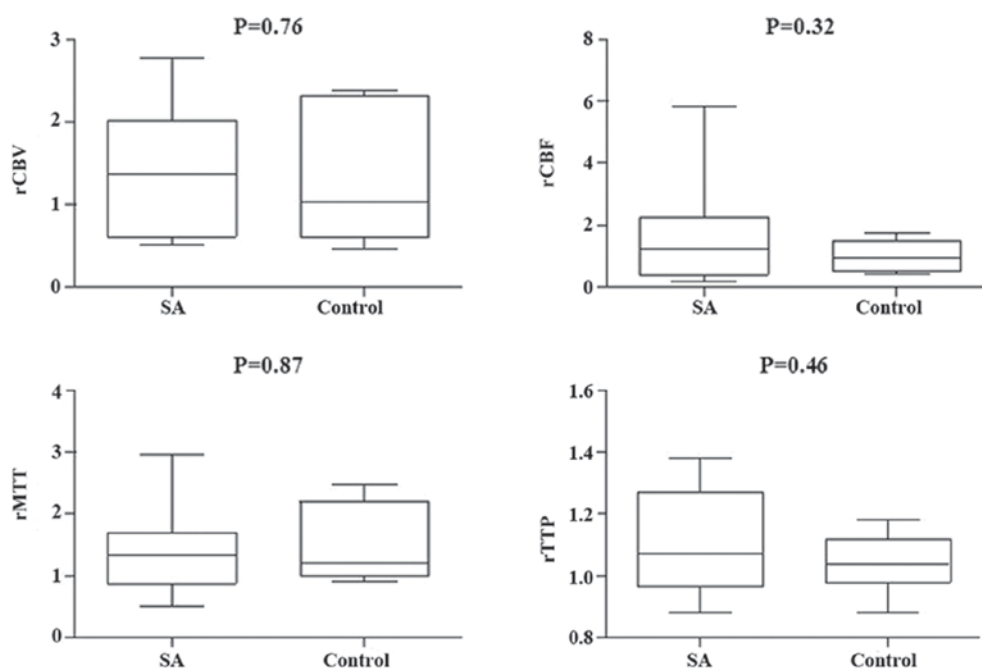 P=0.76
rCBV
3
2
1
0
SA Control
P=0.32
rCBF
8
6
4
2
0
SA Control
P=0.87
rMTT
4
3
2
1
0
SA Control
P=0.46
rTTP
1.6
1.4
1.2
1.0
0.8
SA Control